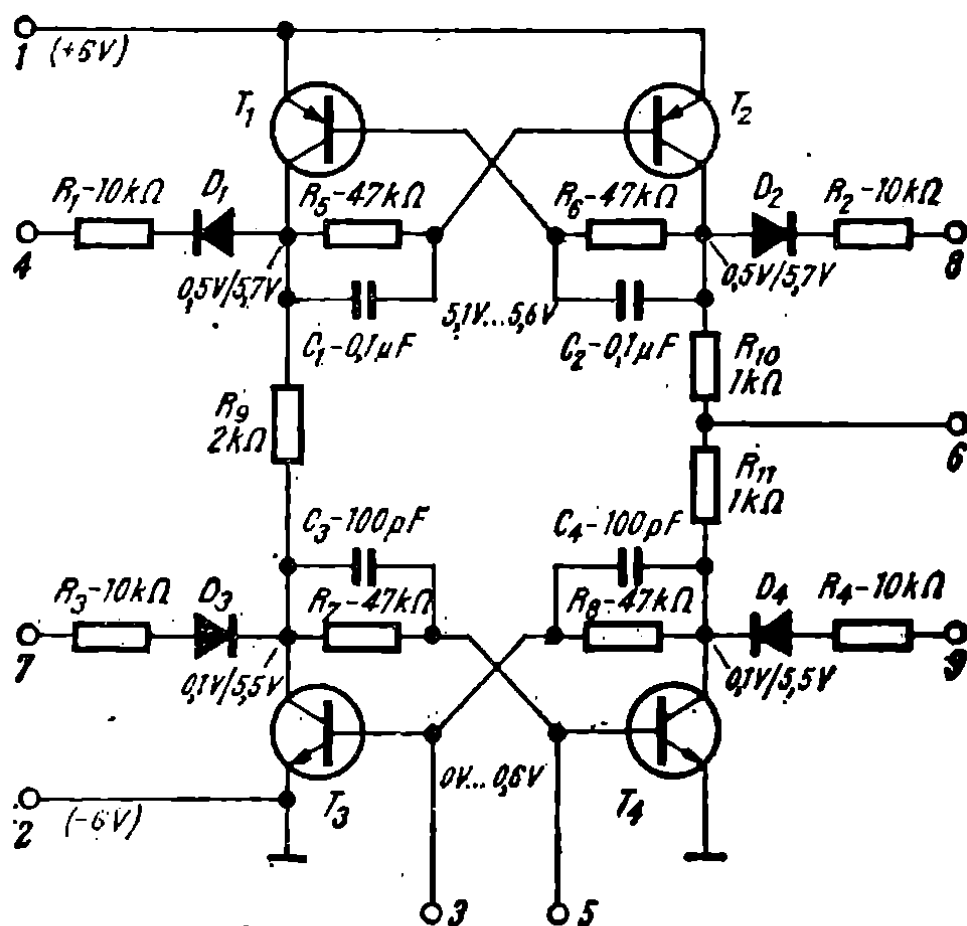 1 (+6V)
T₁
T₂
R₁-10kΩ
D₁
R₅-47kΩ
R₆-47kΩ
D₂
R₂-10kΩ
4
8
0,5V/5,7V
5,1V...5,6V
0,5V/5,7V
C₁-0,1μF
C₂-0,1μF
R₉
2kΩ
R₁₀
1kΩ
6
R₁₁
1kΩ
C₃-100pF
C₄-100pF
R₃-10kΩ
D₃
R₇-47kΩ
R₈-47kΩ
D₄
R₄-10kΩ
7
9
0,1V/5,5V
0,1V/5,5V
0V...0,6V
T₃
T₄
2 (-6V)
3
5